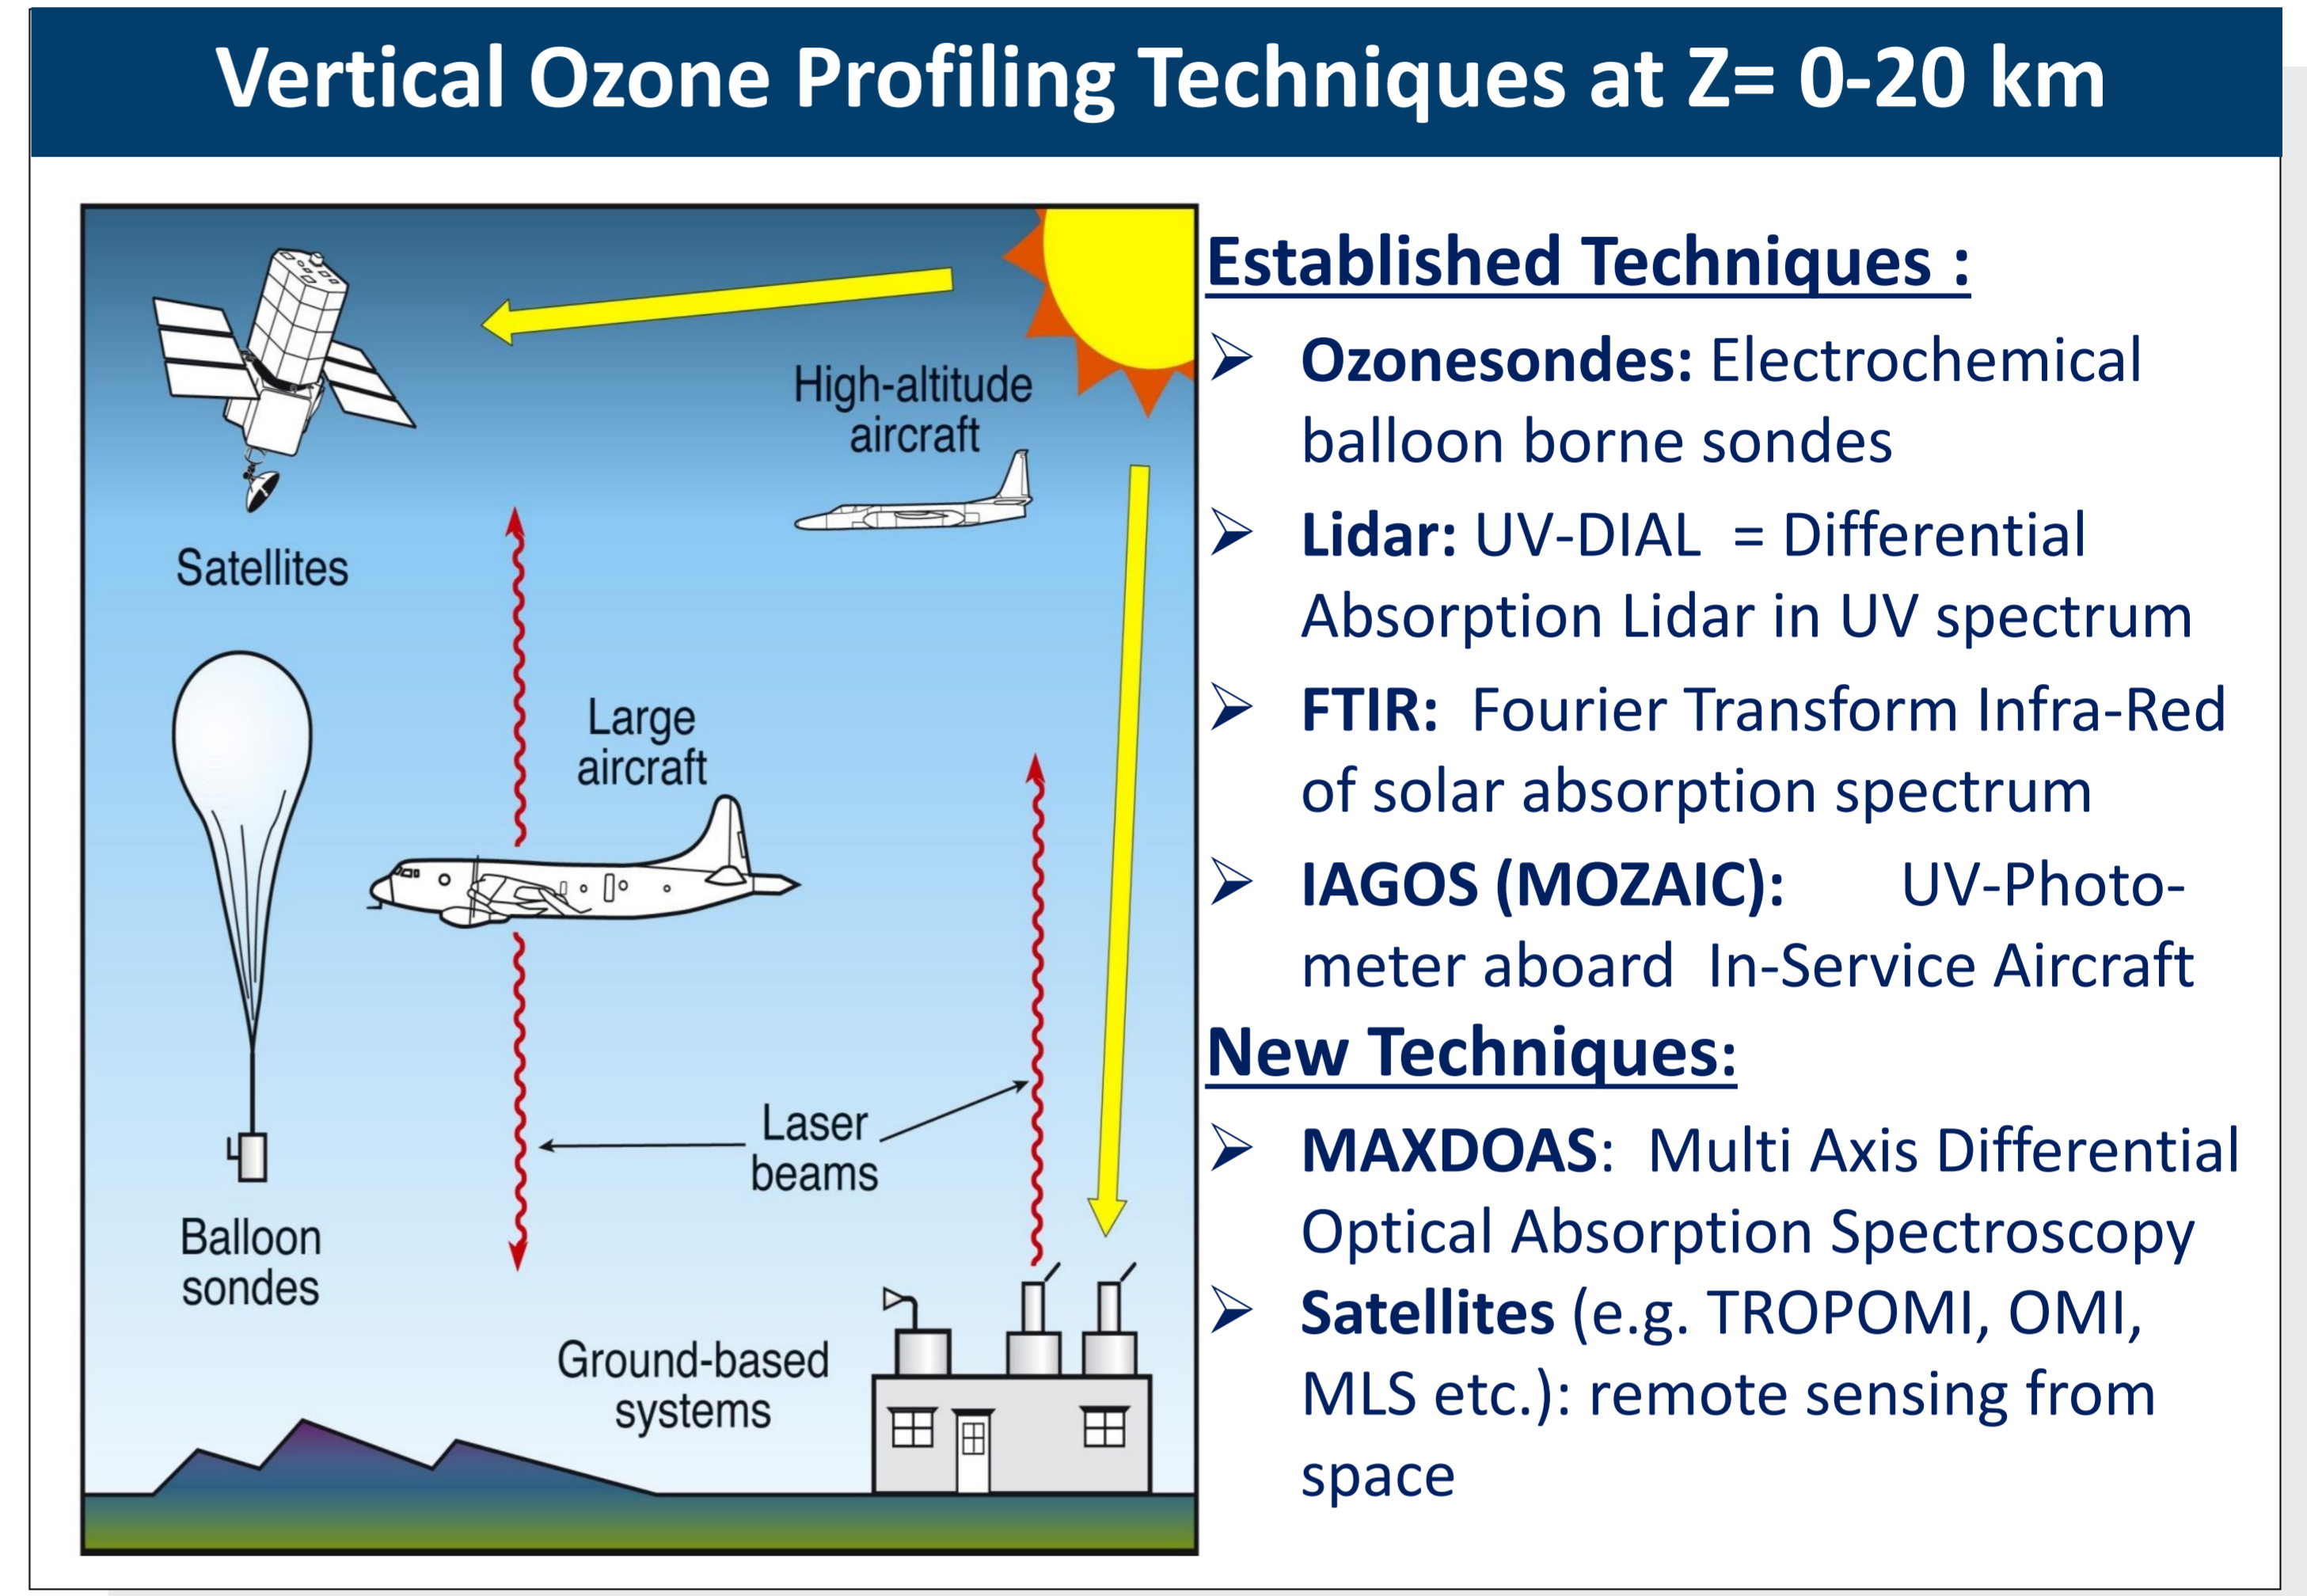 Vertical Ozone Profiling Techniques at Z= 0-20 km
High-altitude
aircraft
Satellites
Large
aircraft
Laser
beams
Balloon
sondes
Ground-based
systems
Established Techniques :
Ozonesondes: Electrochemical
balloon borne sondes
Lidar: UV-DIAL = Differential
Absorption Lidar in UV spectrum
FTIR: Fourier Transform Infra-Red
of solar absorption spectrum
IAGOS (MOZAIC): UV-Photo-
meter aboard In-Service Aircraft
New Techniques:
MAXDOAS: Multi Axis Differential
Optical Absorption Spectroscopy
Satellites (e.g. TROPOMI, OMI,
MLS etc.): remote sensing from
space